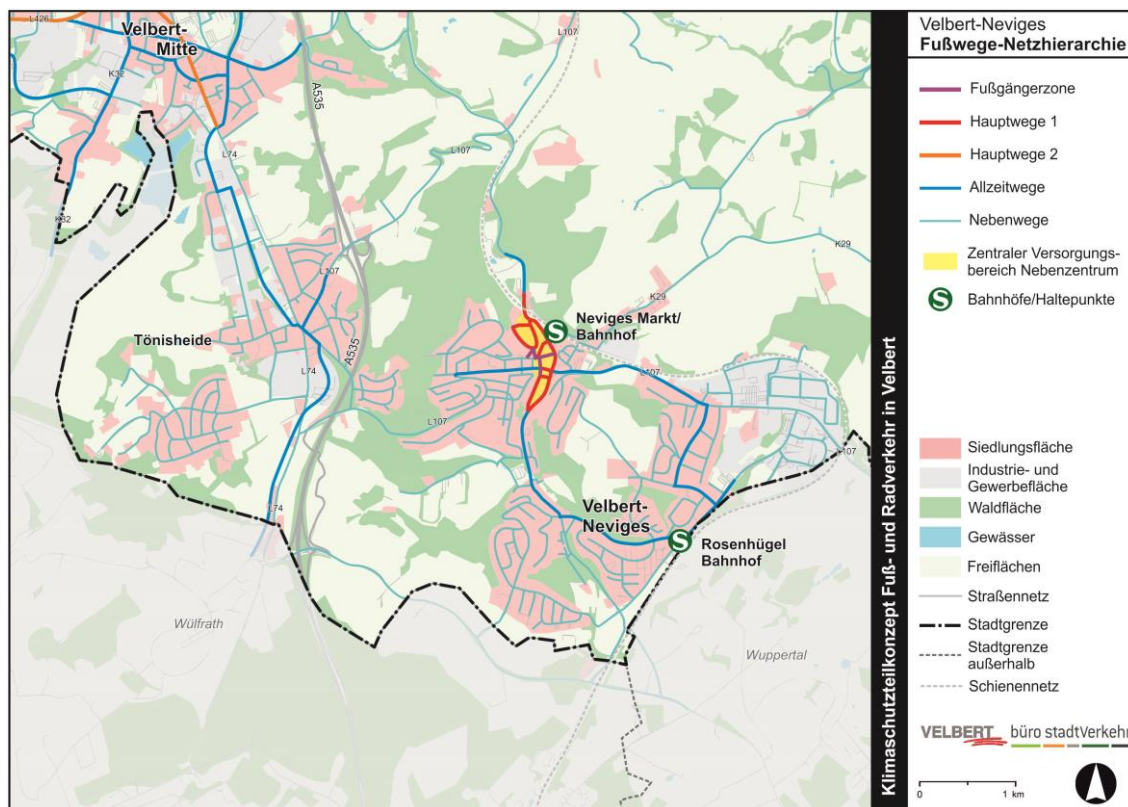 L426
Velbert-
Mitte
K32
A535
L107
L74
L107
K32
L107
K29
Tönisheide
A535
Neviges Markt/
Bahnhof
K29
L74
L107
L107
L107
Velbert-
Neviges
L74
Rosenhügel
Bahnhof
Wülfrath
Wuppertal
Klimaschutzteilkonzept Fuß- und Radverkehr in Velbert
Velbert-Neviges
Fußwege-Netzhierarchie
Fußgängerzone
Hauptwege 1
Hauptwege 2
Allzeitwege
Nebenwege
Zentraler Versorgungs-
bereich Nebenzentrum
S Bahnhöfe/Haltepunkte
Siedlungsfläche
Industrie- und
Gewerbefläche
Waldfläche
Gewässer
Freiflächen
Straßennetz
Stadtgrenze
Stadtgrenze
außerhalb
Schienennetz
VELBERT büro stadtVerkehr
0 1 km